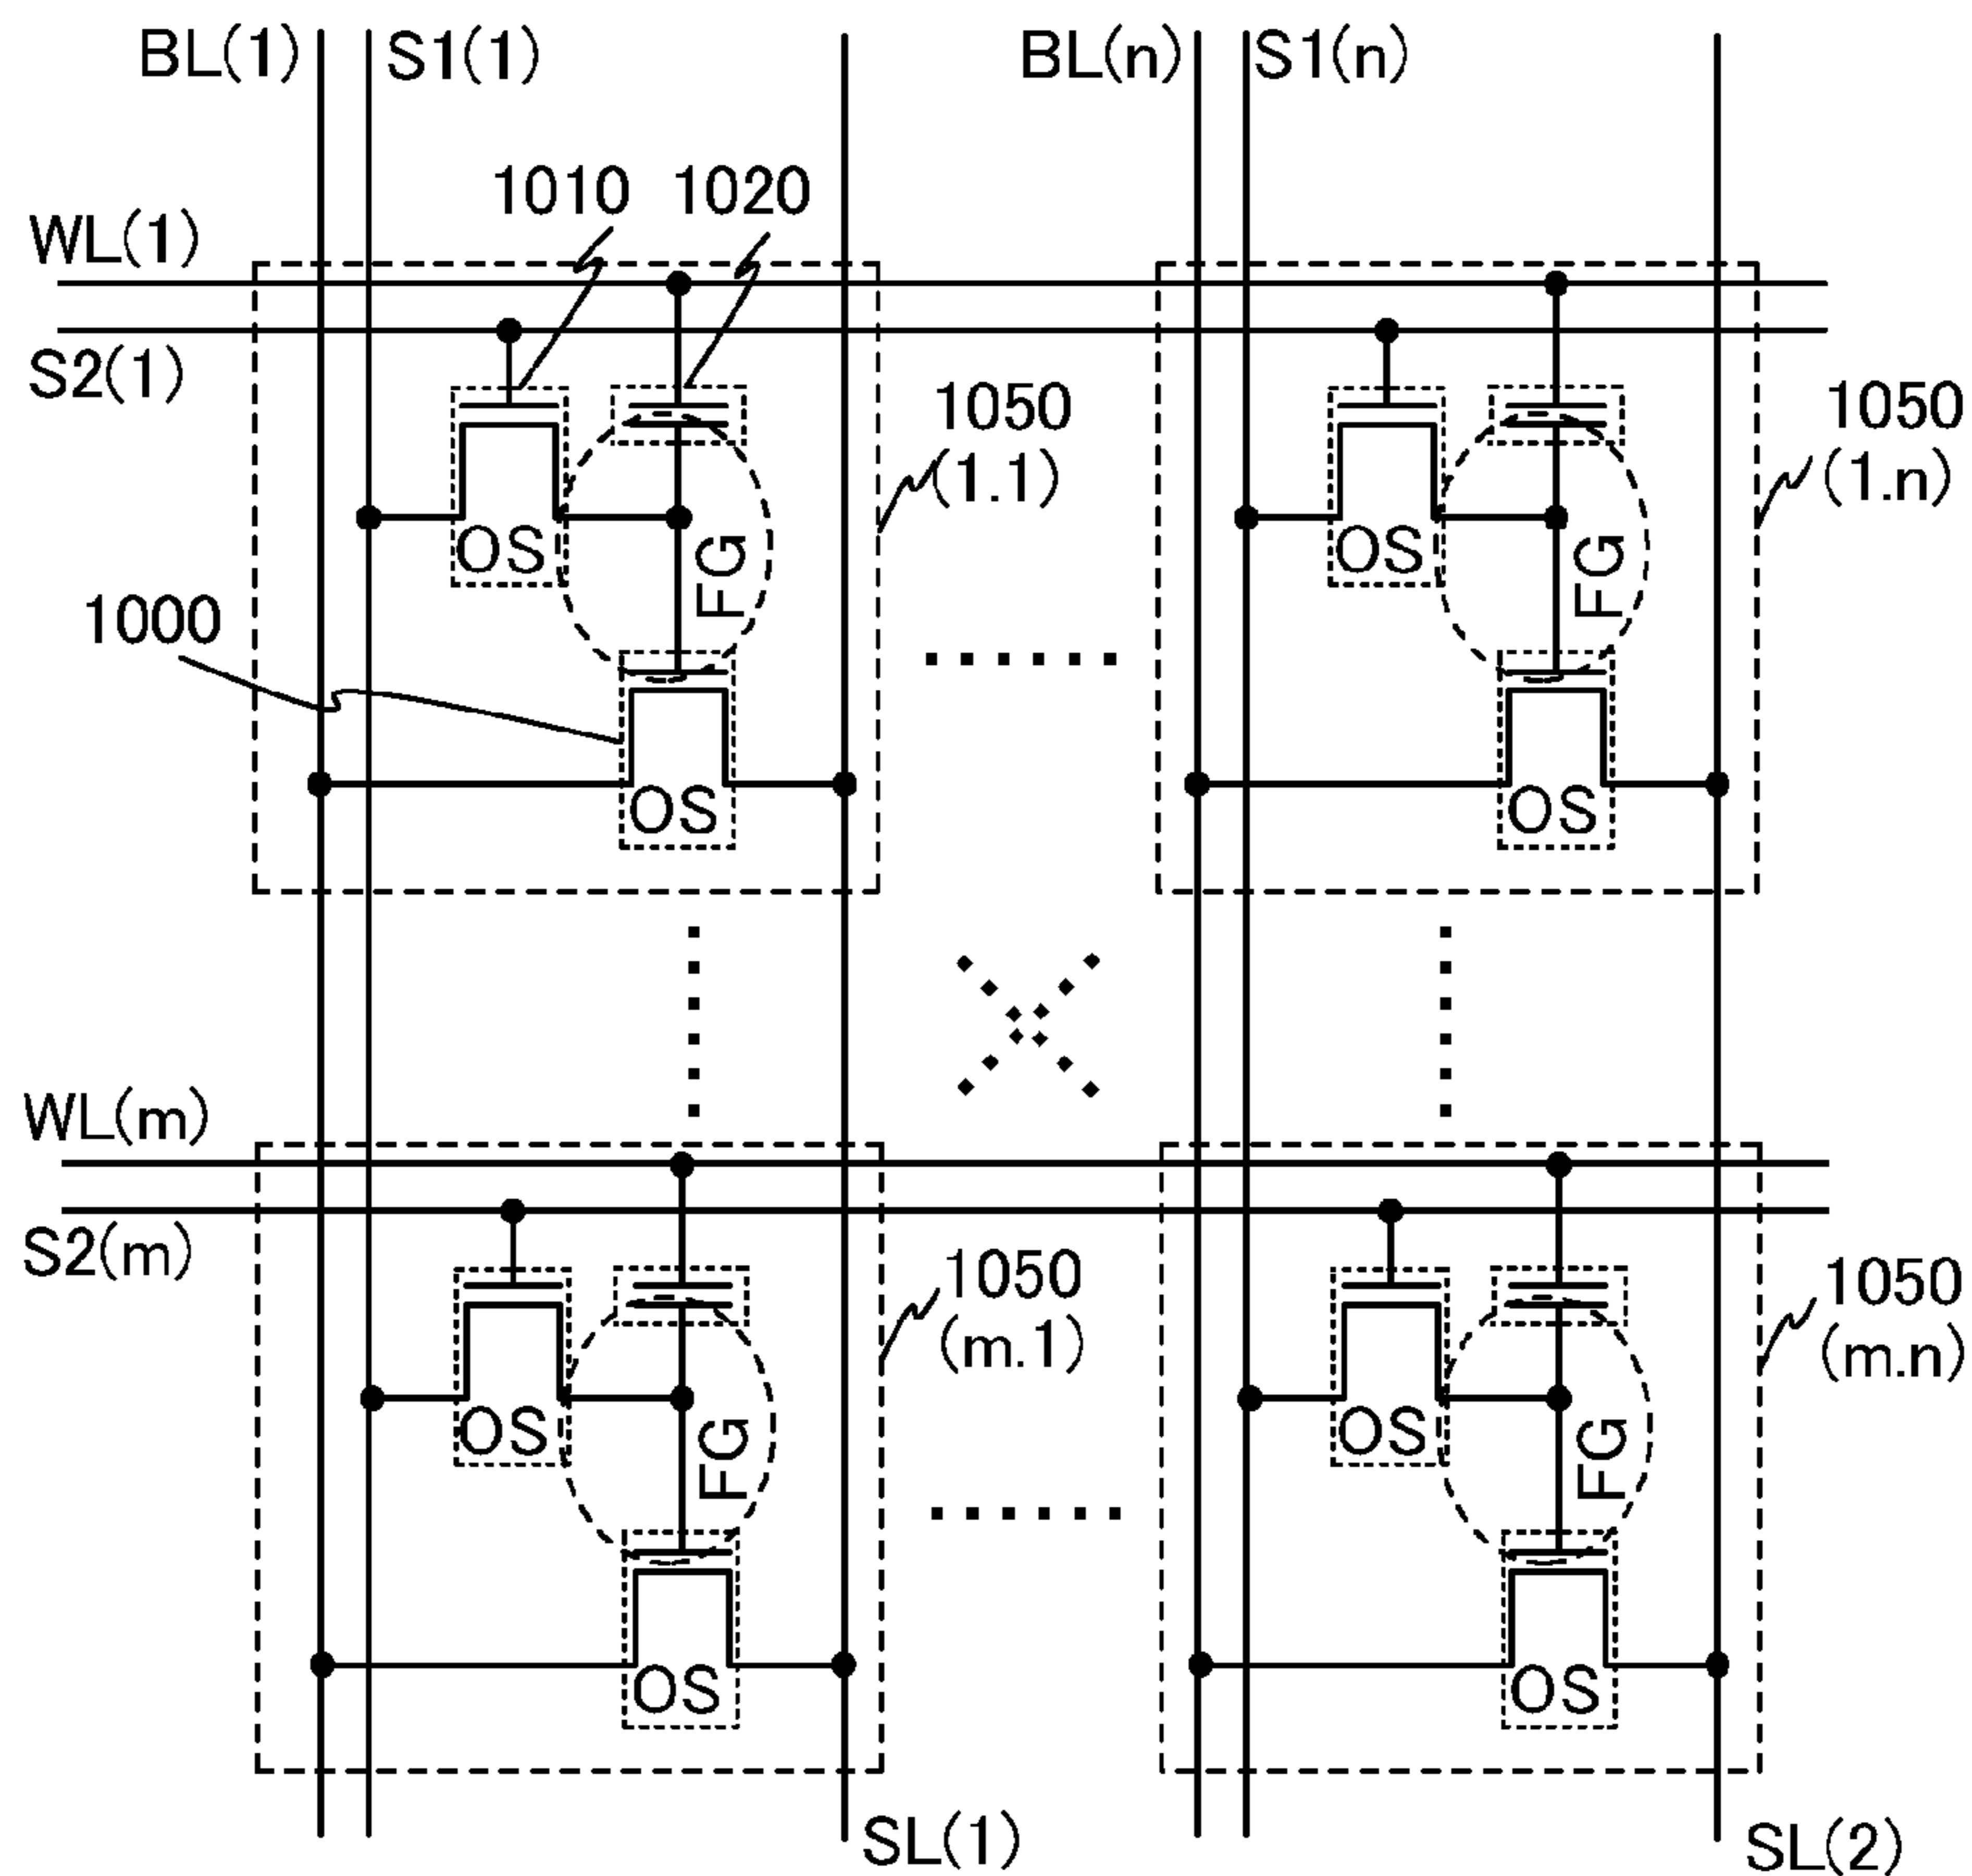 BL(1) S1(1) BL(n) S1(n)
1010 1020
WL(1)
S2(1)
1050
(1.1)
1050
(1.n)
OS FG OS FG
1000
OS OS
WL(m)
S2(m)
1050
(m.1)
1050
(m.n)
OS FG OS FG
OS OS
SL(1) SL(2)